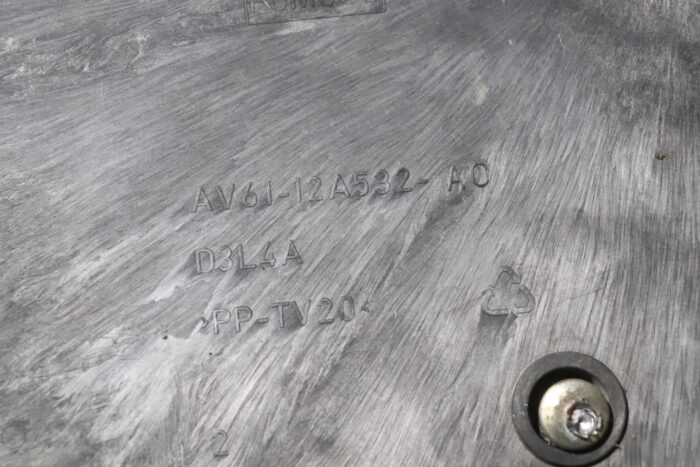 AV61-12A532- AC
D3L4A
>PP-TV20<
2